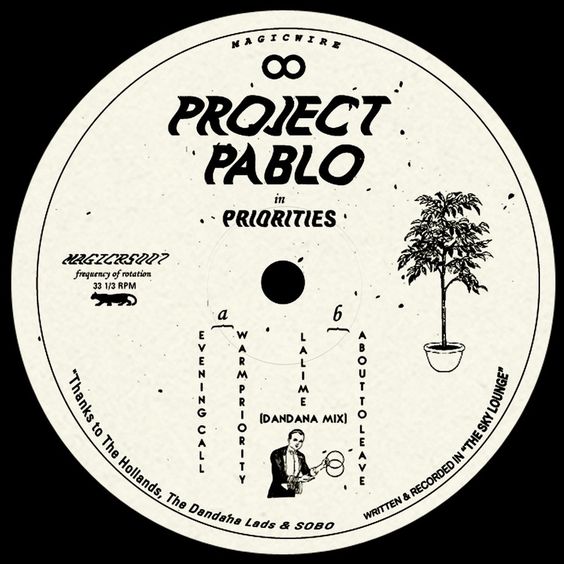 MAGICWIRE
PROJECT
PABLO
in
PRIORITIES
MAGICRS007
frequency of rotation
33 1/3 RPM
a
b
EVENING CALL
WARM PRIORITY
LA LIME
(DANDANA MIX)
ABOUT TO LEAVE
"Thanks to The Hollands, The Dandana Lads & SOBO
WRITTEN & RECORDED IN "THE SKY LOUNGE"